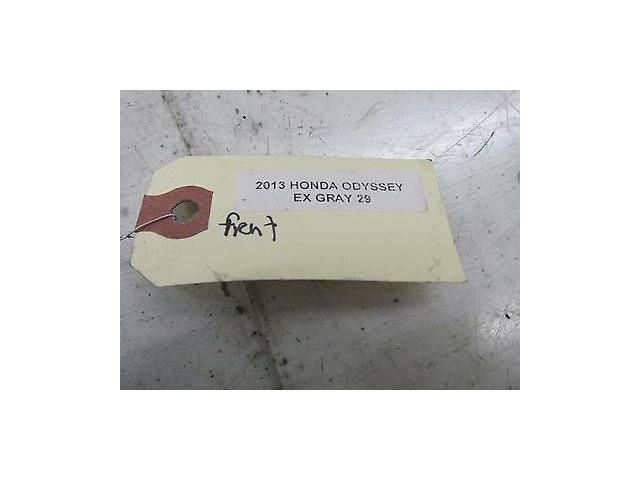 2013 HONDA ODYSSEY
EX GRAY 29
front